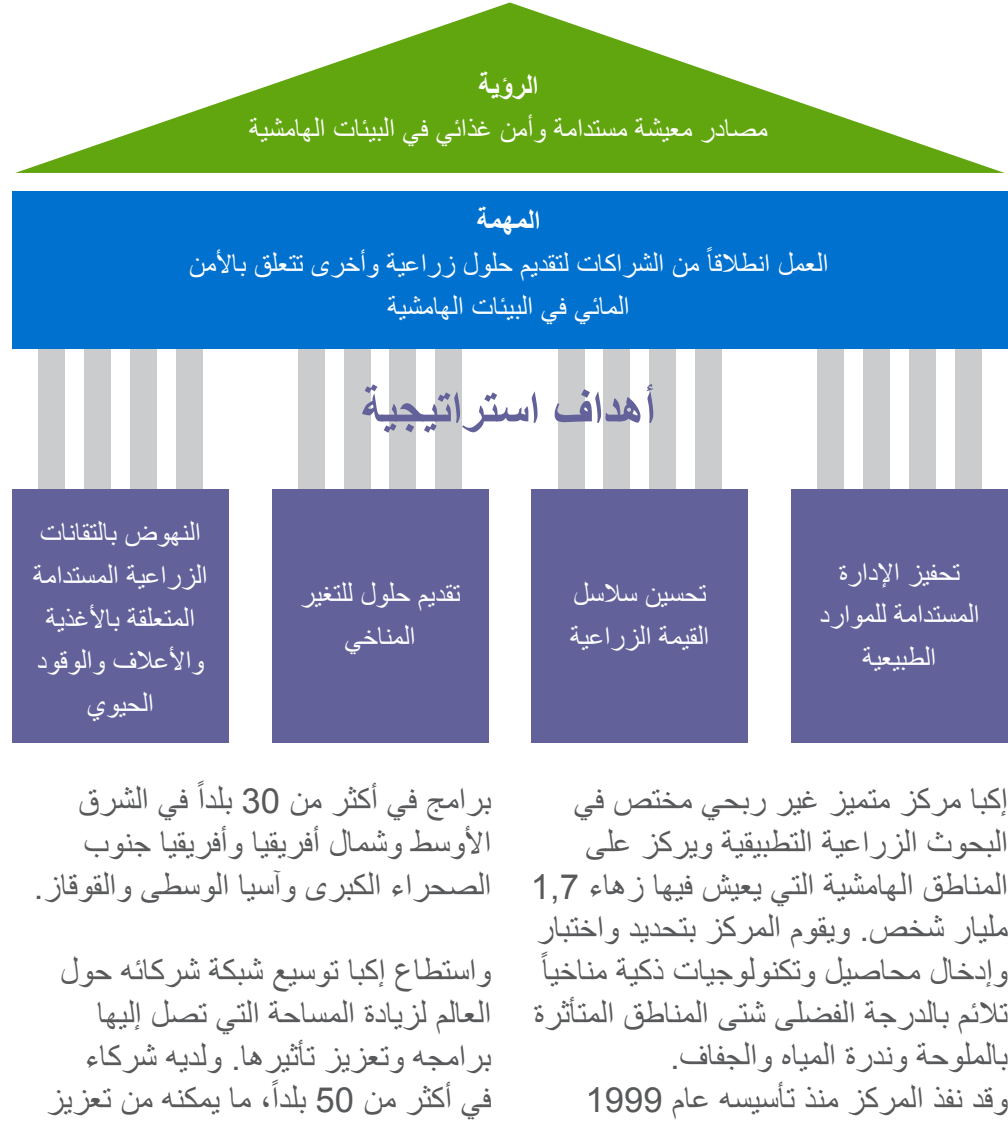 الرؤية
مصادر معيشة مستدامة وأمن غذائي في البيئات الهامشية
المهمة
العمل انطلاقاً من الشراكات لتقديم حلول زراعية وأخرى تتعلق بالأمن
المائي في البيئات الهامشية
أهداف استراتيجية
تحفيز الإدارة
المستدامة للموارد
الطبيعية
تحسين سلاسل
القيمة الزراعية
تقديم حلول للتغير
المناخي
النهوض بالتقانات
الزراعية المستدامة
المتعلقة بالأغذية
والأعلاف والوقود
الحيوي
إكبا مركز متميز غير ربحي مختص في
البحوث الزراعية التطبيقية ويركز على
المناطق الهامشية التي يعيش فيها زهاء 1,7
مليار شخص. ويقوم المركز بتحديد واختبار
وإدخال محاصيل وتكنولوجيات ذكية مناخياً
تلائم بالدرجة الفضلى شتى المناطق المتأثرة
بالملوحة وندرة المياه والجفاف.
وقد نفذ المركز منذ تأسيسه عام 1999
برامج في أكثر من 30 بلداً في الشرق
الأوسط وشمال أفريقيا وأفريقيا جنوب
الصحراء الكبرى وآسيا الوسطى والقوقاز.
واستطاع إكبا توسيع شبكة شركائه حول
العالم لزيادة المساحة التي تصل إليها
برامجه وتعزيز تأثيرها. ولديه شركاء
في أكثر من 50 بلداً، ما يمكنه من تعزيز